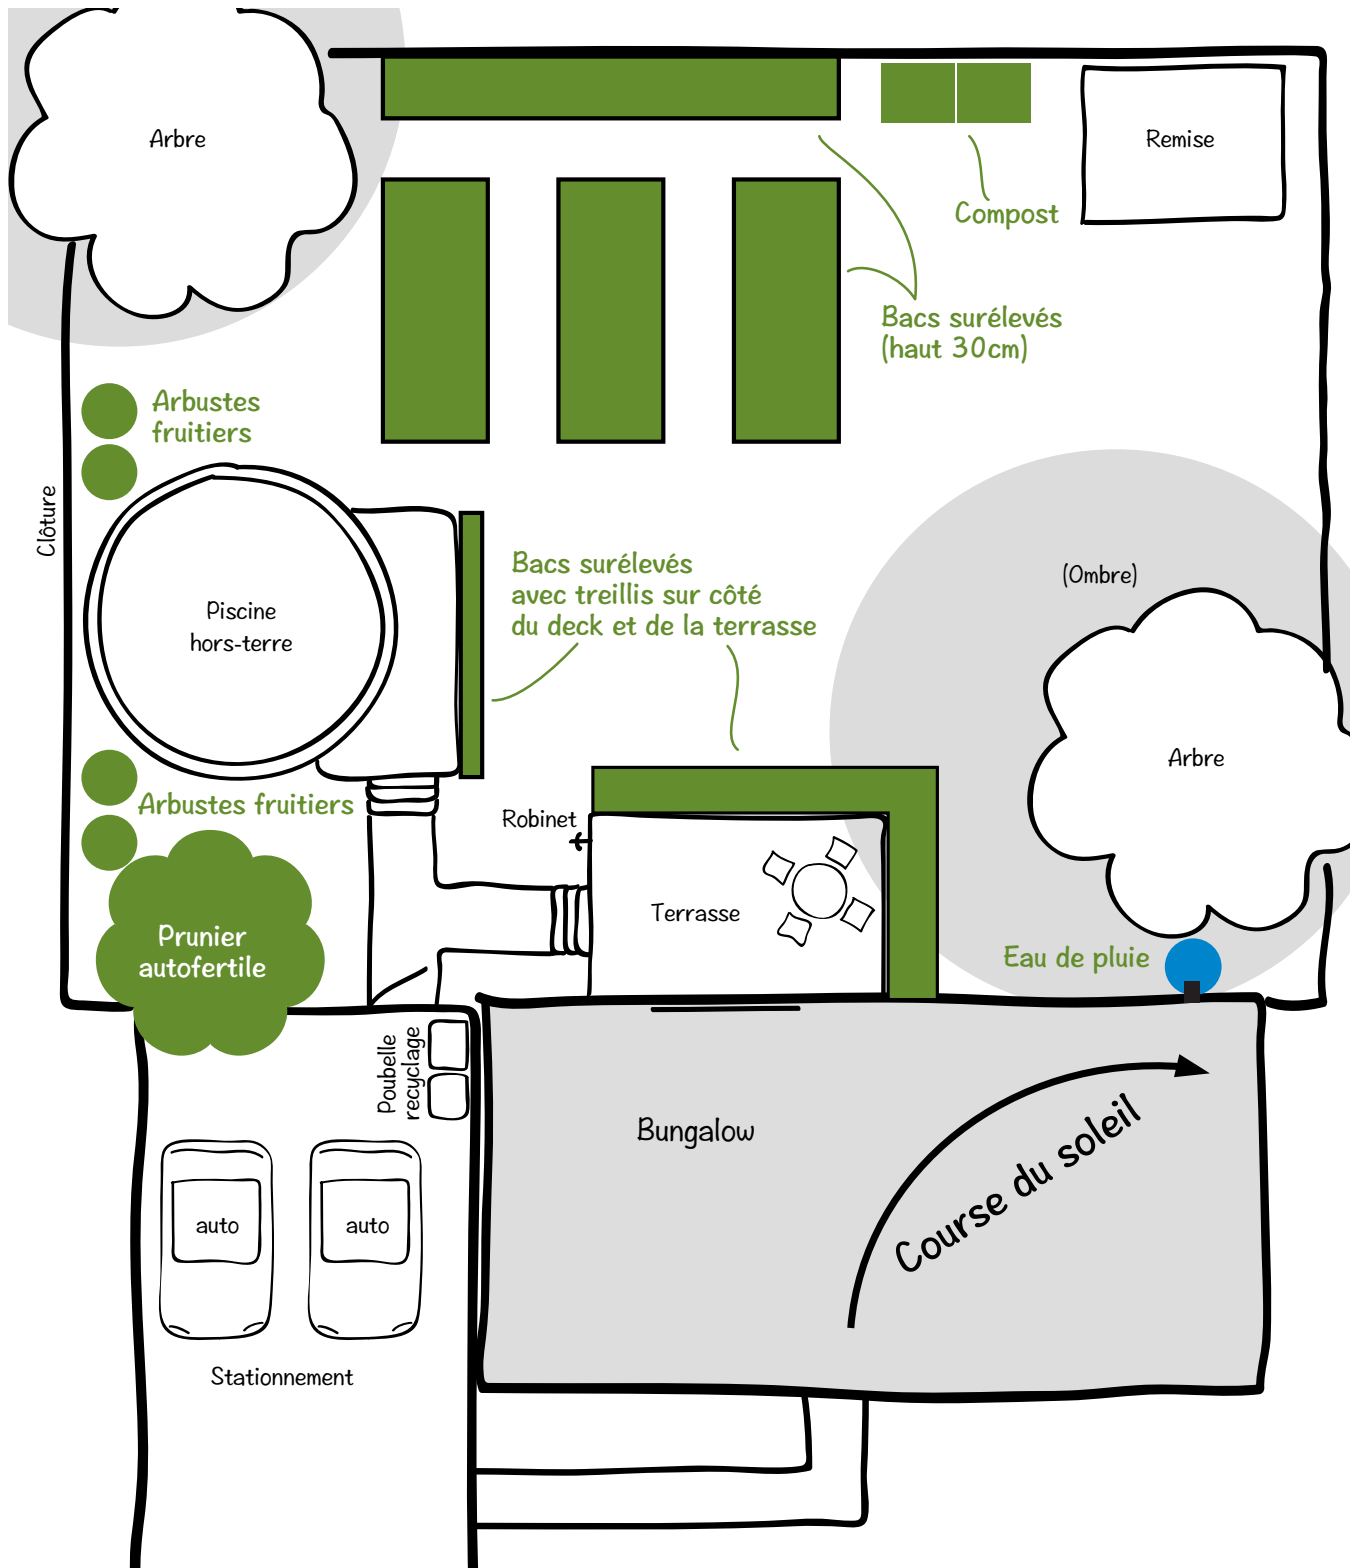 Arbre
Remise
Compost
Bacs surélevés
(haut 30cm)
Arbustes
fruitiers
Clôture
Bacs surélevés
avec treillis sur côté
du deck et de la terrasse
(Ombre)
Piscine
hors-terre
Arbre
Arbustes fruitiers
Robinet
Terrasse
Prunier
autofertile
Eau de pluie
Poubelle
recyclage
Bungalow
Course du soleil
auto
auto
Stationnement